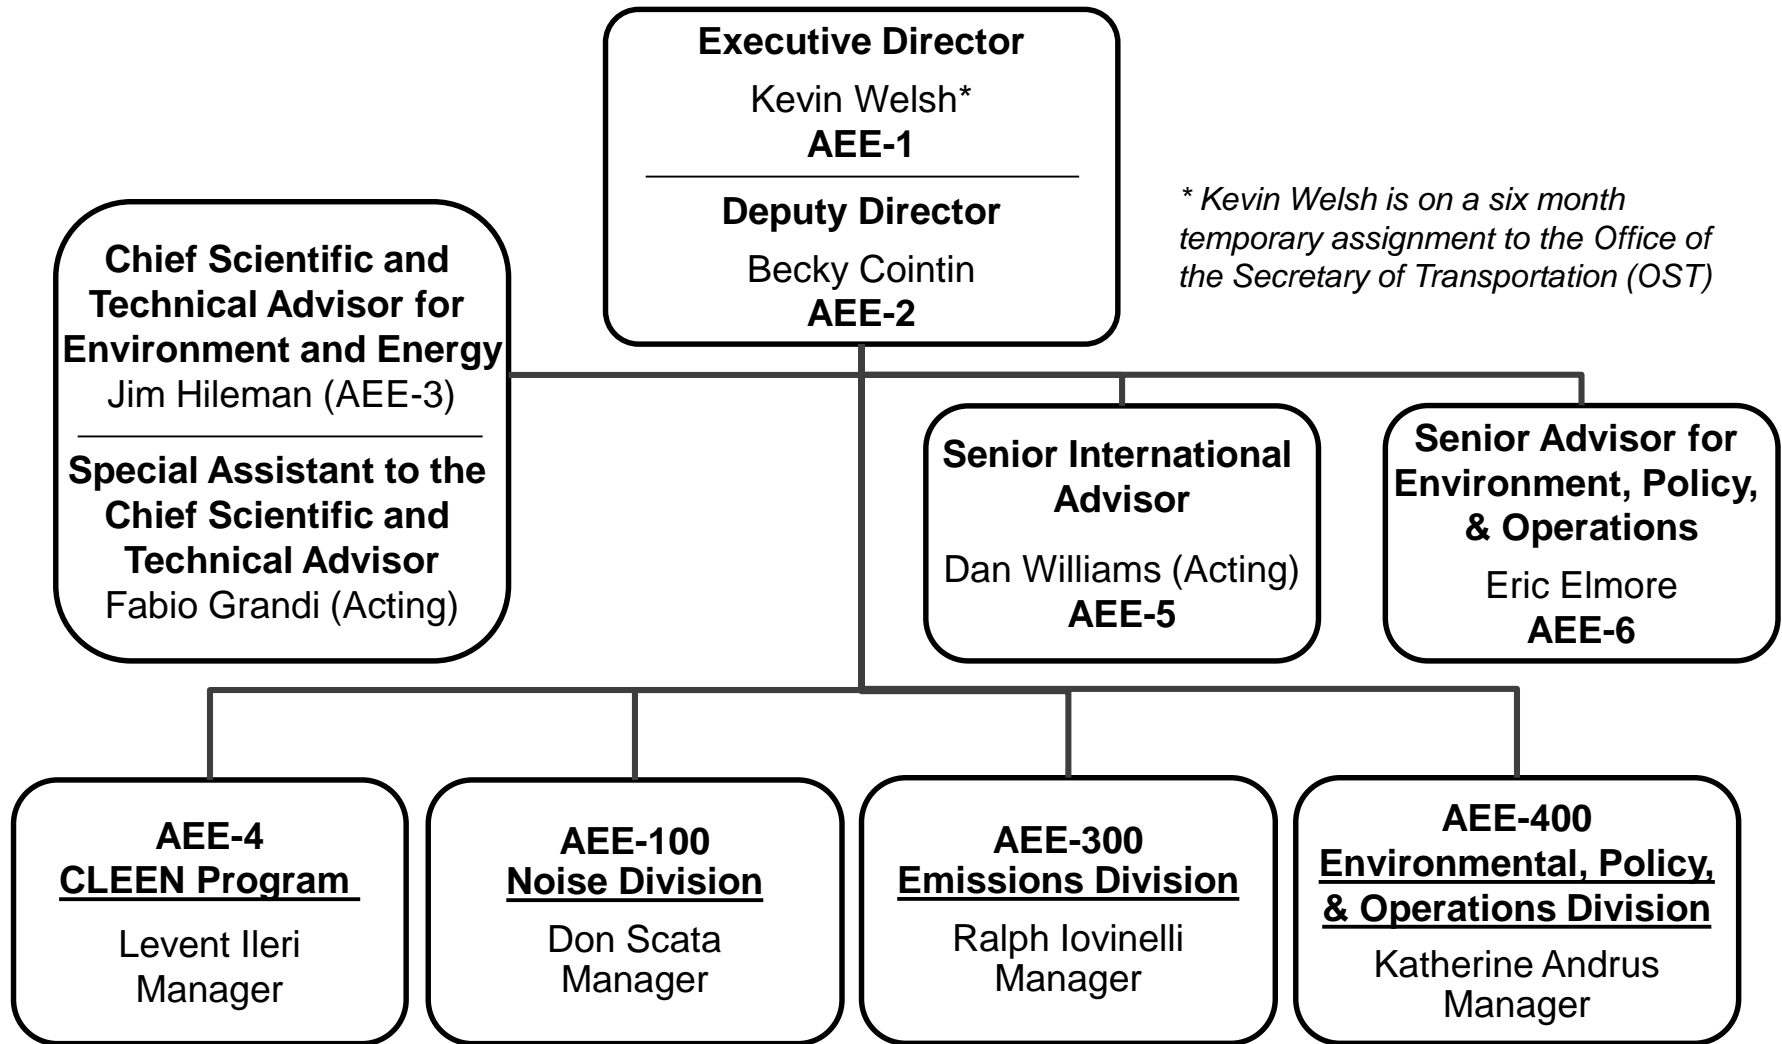 Executive Director
Kevin Welsh*
AEE-1
Deputy Director
Becky Cointin
AEE-2
* Kevin Welsh is on a six month
temporary assignment to the Office of
the Secretary of Transportation (OST)
Chief Scientific and
Technical Advisor for
Environment and Energy
Jim Hileman (AEE-3)
Special Assistant to the
Chief Scientific and
Technical Advisor
Fabio Grandi (Acting)
Senior International
Advisor
Dan Williams (Acting)
AEE-5
Senior Advisor for
Environment, Policy,
& Operations
Eric Elmore
AEE-6
AEE-4
CLEEN Program
Levent Ileri
Manager
AEE-100
Noise Division
Don Scata
Manager
AEE-300
Emissions Division
Ralph Iovinelli
Manager
AEE-400
Environmental, Policy,
& Operations Division
Katherine Andrus
Manager